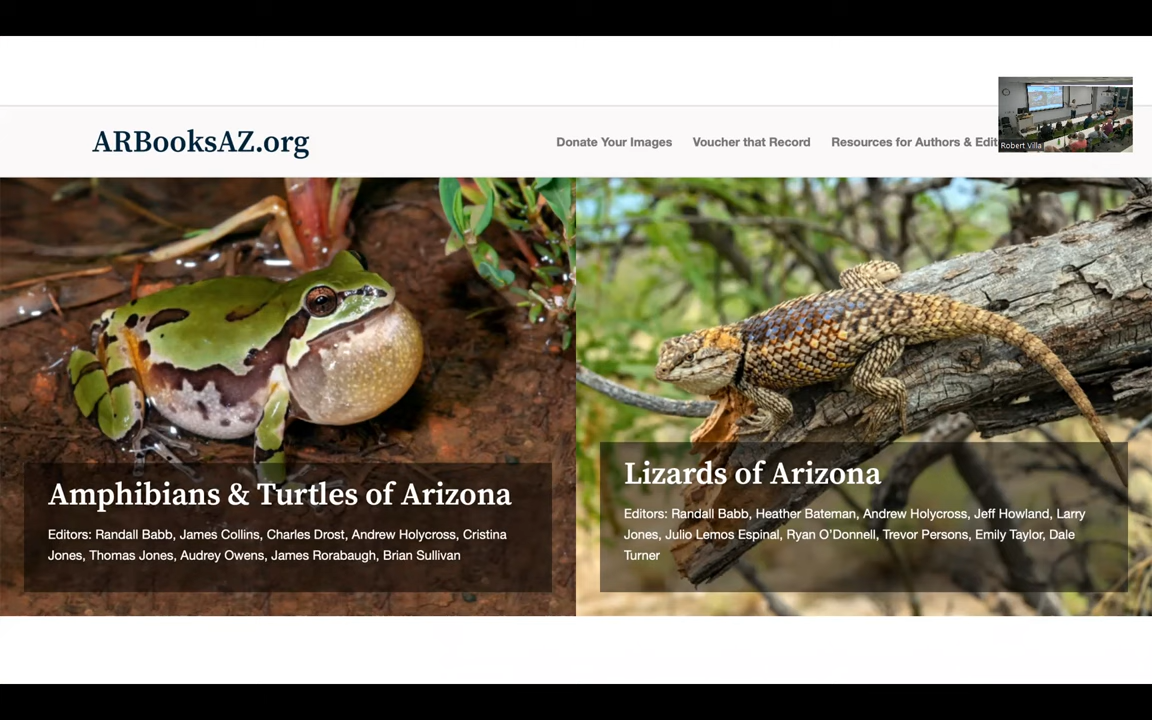 ARBooksAZ.org
Donate Your Images
Voucher that Record
Resources for Authors & Edit
Robert Villa
Amphibians & Turtles of Arizona
Editors: Randall Babb, James Collins, Charles Drost, Andrew Holycross, Cristina
Jones, Thomas Jones, Audrey Owens, James Rorabaugh, Brian Sullivan
Lizards of Arizona
Editors: Randall Babb, Heather Bateman, Andrew Holycross, Jeff Howland, Larry
Jones, Julio Lemos Espinal, Ryan O'Donnell, Trevor Persons, Emily Taylor, Dale
Turner